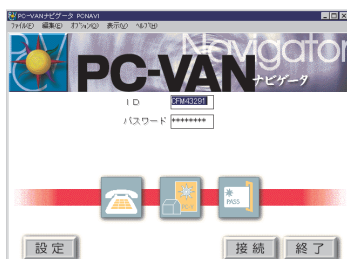 PC-VANナビゲータ PCNAVI
ファイル(F) 編集(E) オプション(O) 表示(V) ヘルプ(H)
Navigator
PC-VAN
ナビゲータ
ID CFM43291
パスワード ********
PASS
設定 接続 終了